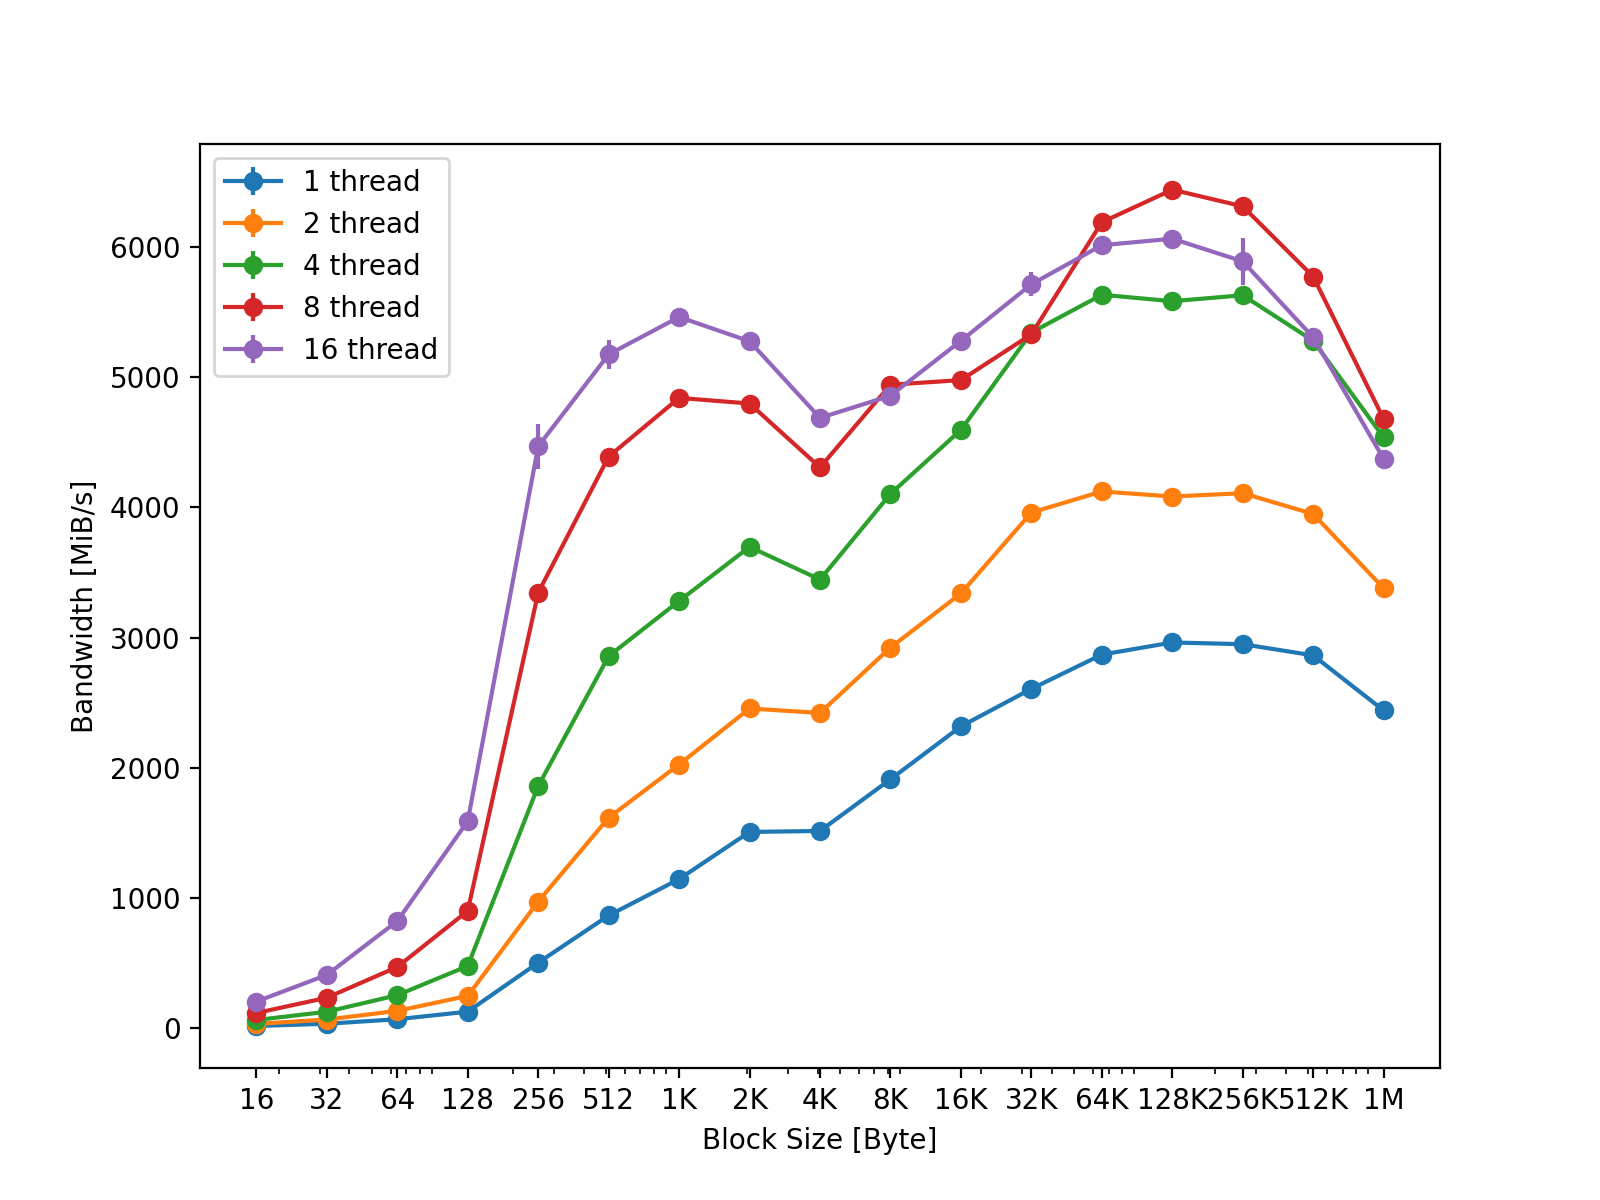 1 thread
2 thread
4 thread
8 thread
16 thread
6000
5000
4000
3000
2000
1000
0
Bandwidth [MiB/s]
16 32 64 128 256 512 1K 2K 4K 8K 16K 32K 64K 128K 256K 512K 1M
Block Size [Byte]